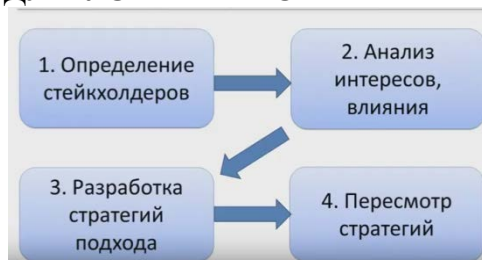 1. Определение
стейкхолдеров
2. Анализ
интересов,
влияния
3. Разработка
стратегий
подхода
4. Пересмотр
стратегий